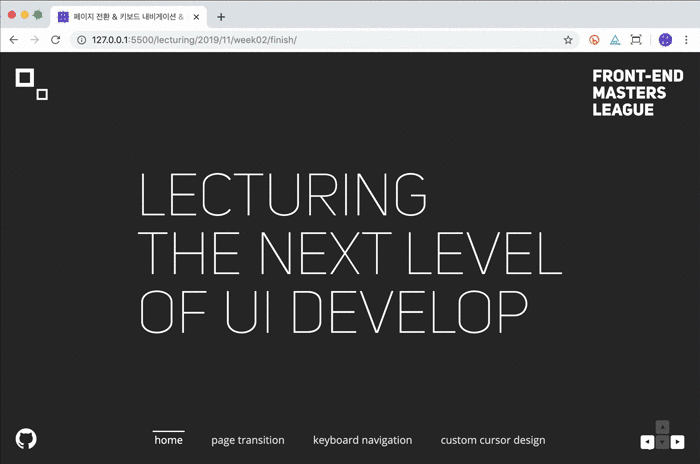 페이지 전환 & 키보드 내비게이션 &
127.0.0.1:5500/lecturing/2019/11/week02/finish/
FRONT-END
MASTERS
LEAGUE
LECTURING
THE NEXT LEVEL
OF UI DEVELOP
home page transition keyboard navigation custom cursor design